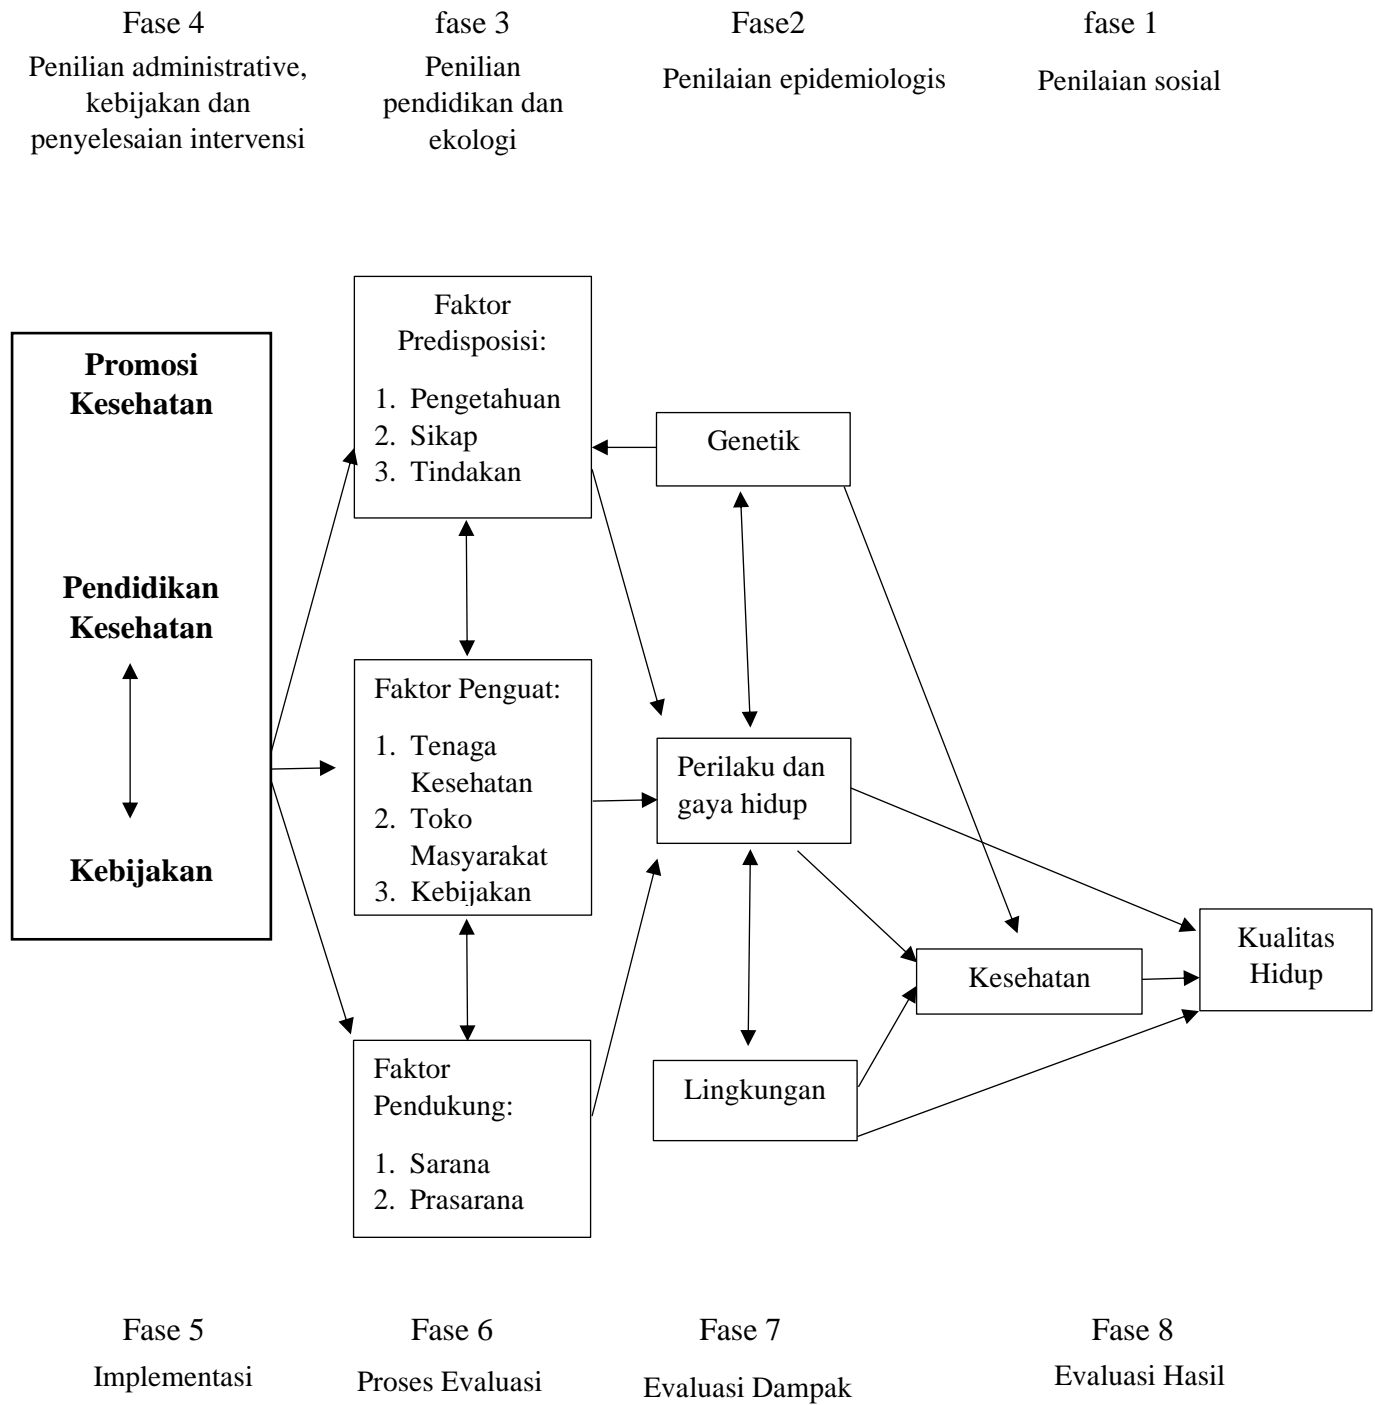 Fase 4
Penilian administrative,
kebijakan dan
penyelesaian intervensi
fase 3
Penilian
pendidikan dan
ekologi
Fase2
Penilaian epidemiologis
fase 1
Penilaian sosial
Promosi
Kesehatan
Pendidikan
Kesehatan
Kebijakan
Faktor
Predisposisi:
1. Pengetahuan
2. Sikap
3. Tindakan
Faktor Penguat:
1. Tenaga
Kesehatan
2. Toko
Masyarakat
3. Kebijakan
Faktor
Pendukung:
1. Sarana
2. Prasarana
Genetik
Perilaku dan
gaya hidup
Lingkungan
Kesehatan
Kualitas
Hidup
Fase 5
Implementasi
Fase 6
Proses Evaluasi
Fase 7
Evaluasi Dampak
Fase 8
Evaluasi Hasil